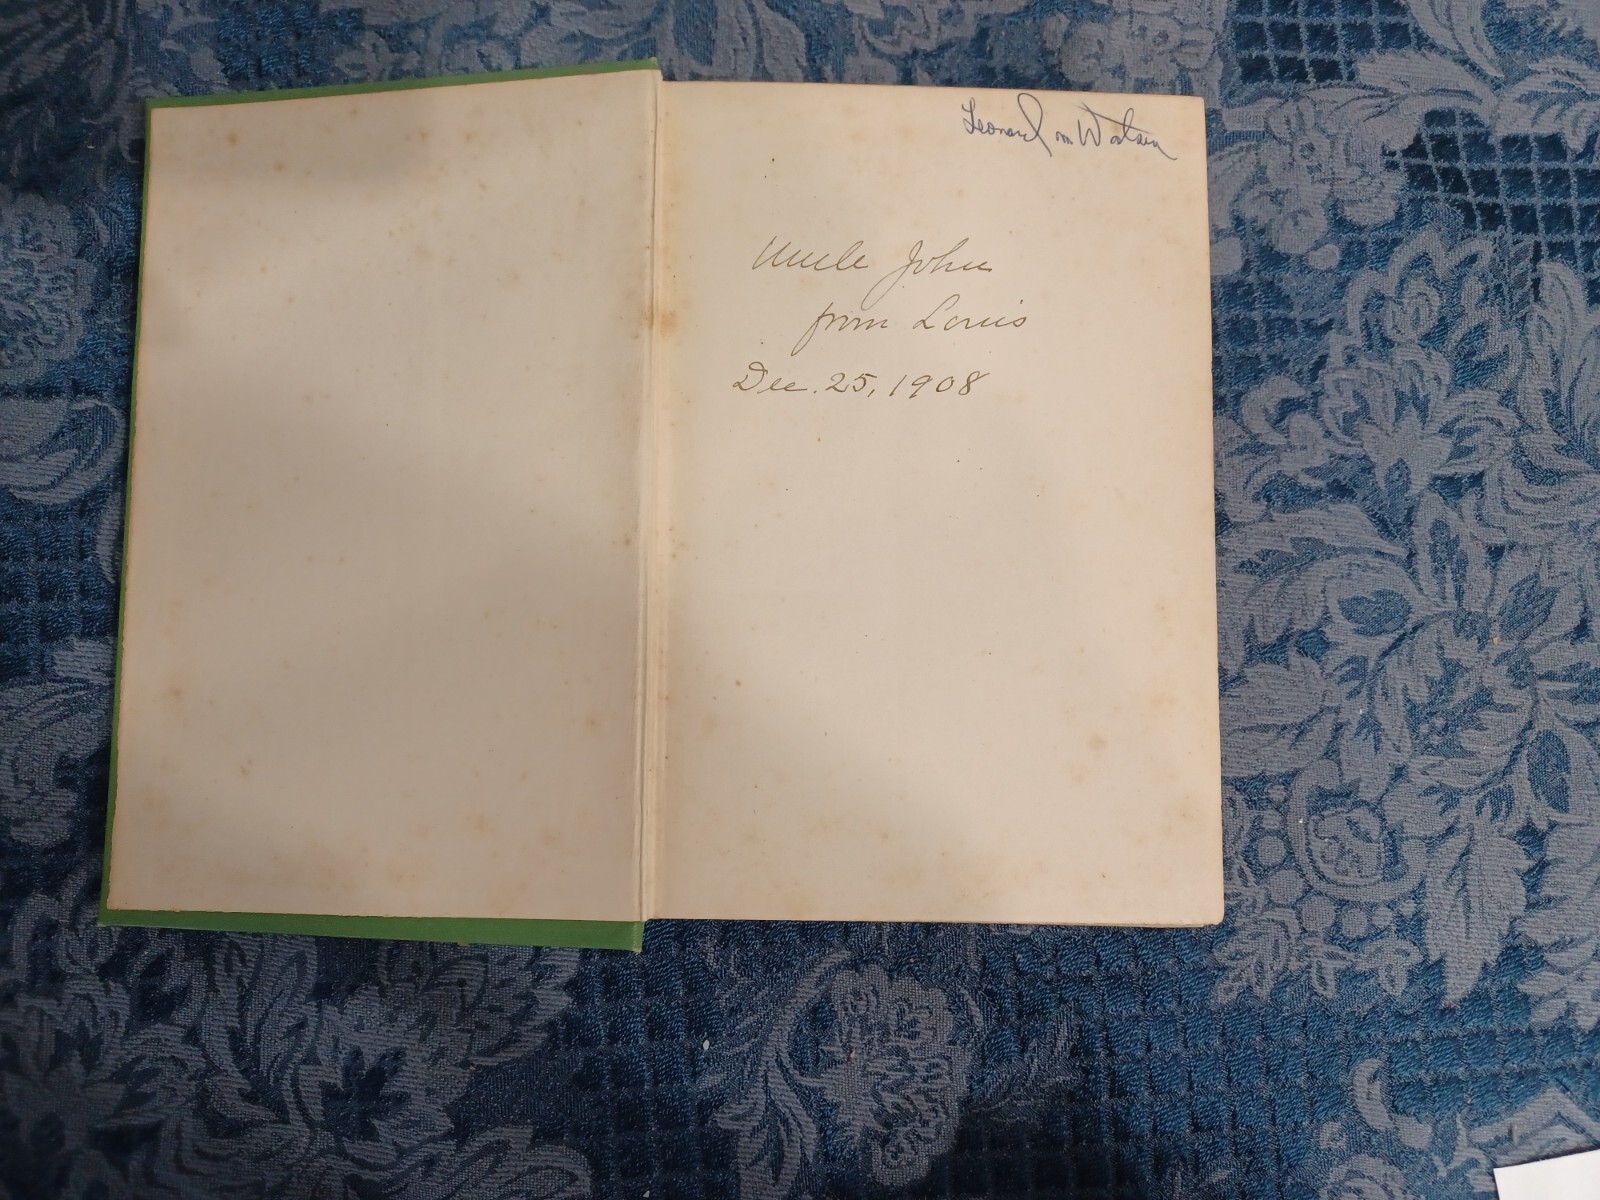 Leonard m Watson
Uncle John
from Louis
Dec. 25, 1908